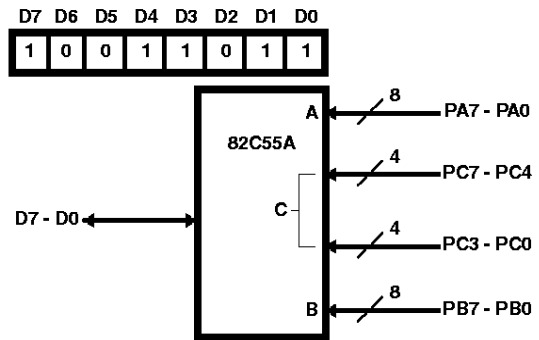 D7 D6 D5 D4 D3 D2 D1 D0
1 0 0 1 1 0 1 1
8
A
PA7 - PA0
82C55A
4
PC7 - PC4
C
D7 - D0
4
PC3 - PC0
8
B
PB7 - PB0